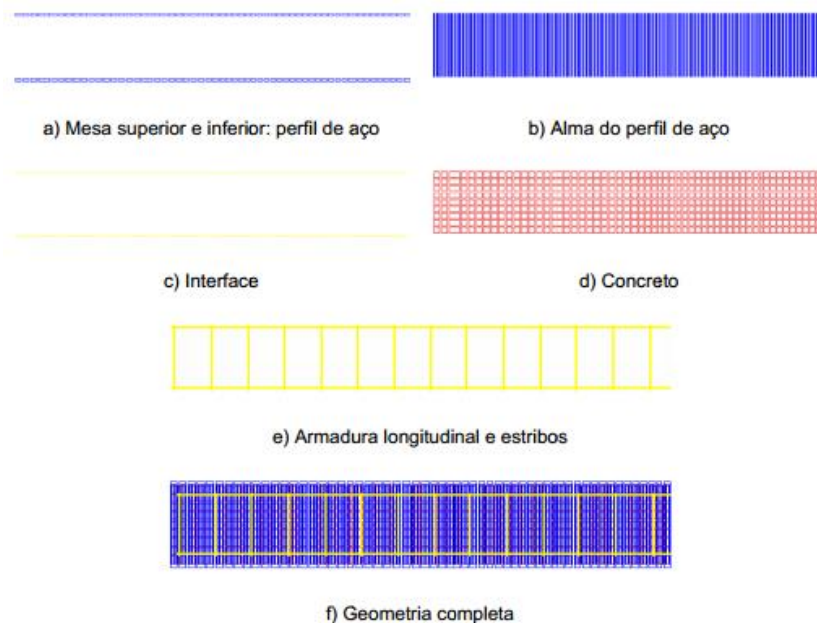 a) Mesa superior e inferior: perfil de aço
b) Alma do perfil de aço
c) Interface
d) Concreto
e) Armadura longitudinal e estribos
f) Geometria completa